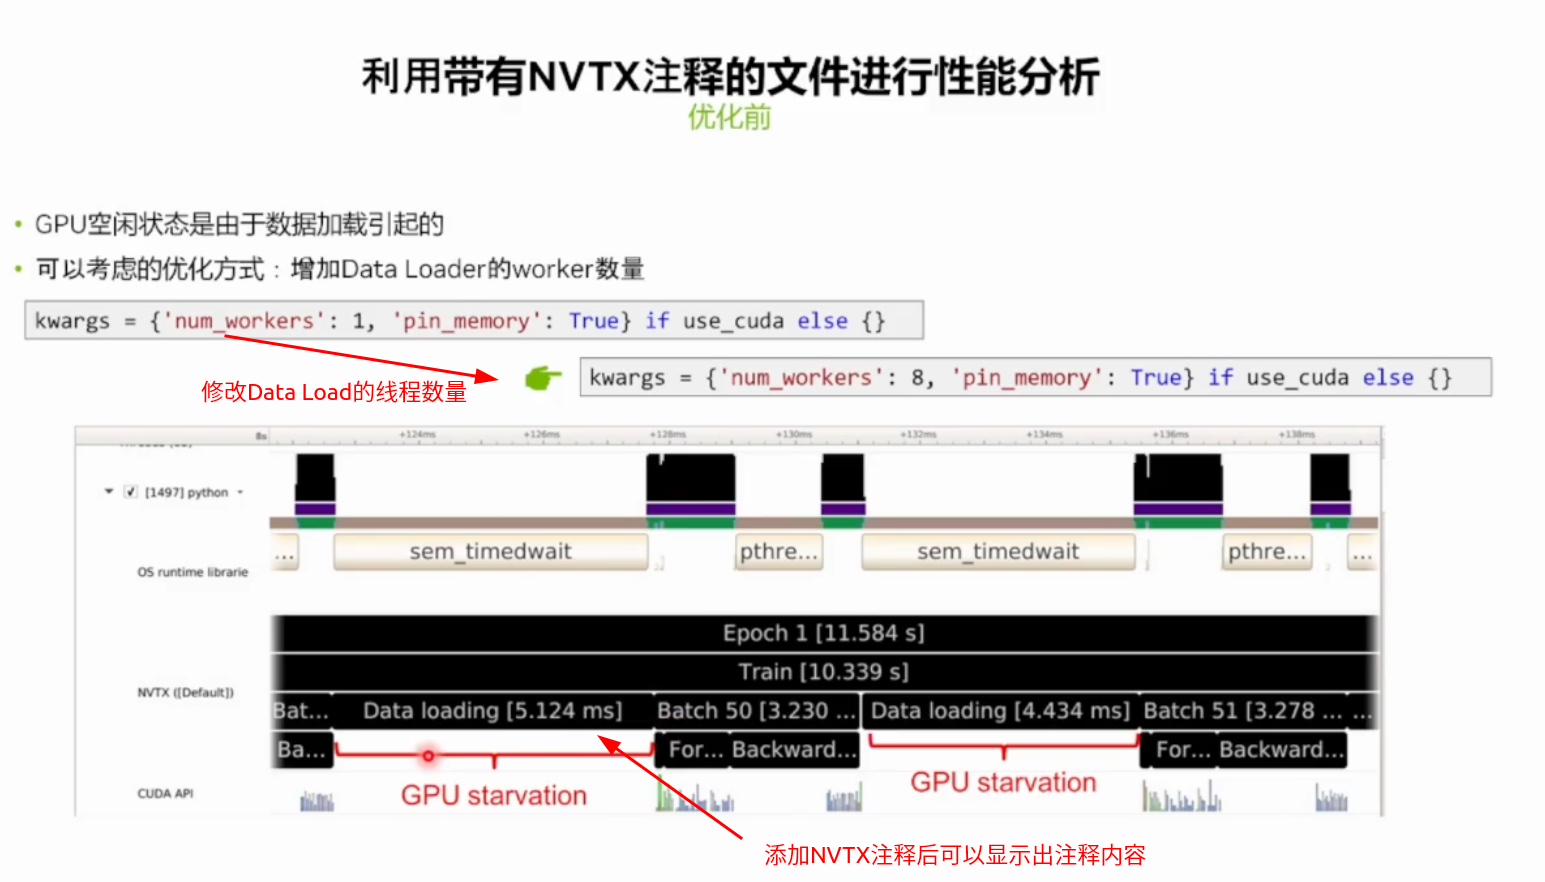 利用带有NVTX注释的文件进行性能分析
优化前
• GPU空闲状态是由于数据加载引起的
• 可以考虑的优化方式：增加Data Loader的worker数量
kwargs = {'num_workers': 1, 'pin_memory': True} if use_cuda else {}
kwargs = {'num_workers': 8, 'pin_memory': True} if use_cuda else {}
修改Data Load的线程数量
8s +124ms +126ms +128ms +130ms +132ms +134ms +136ms +138ms
[1497] python
... sem_timedwait pthre... sem_timedwait pthre... ...
OS runtime librarie
Epoch 1 [11.584 s]
Train [10.339 s]
NVTX ([Default])
Bat... Data loading [5.124 ms] Batch 50 [3.230 ... Data loading [4.434 ms] Batch 51 [3.278 ... ...
Ba... For... Backward... For... Backward...
GPU starvation GPU starvation
CUDA API
添加NVTX注释后可以显示出注释内容